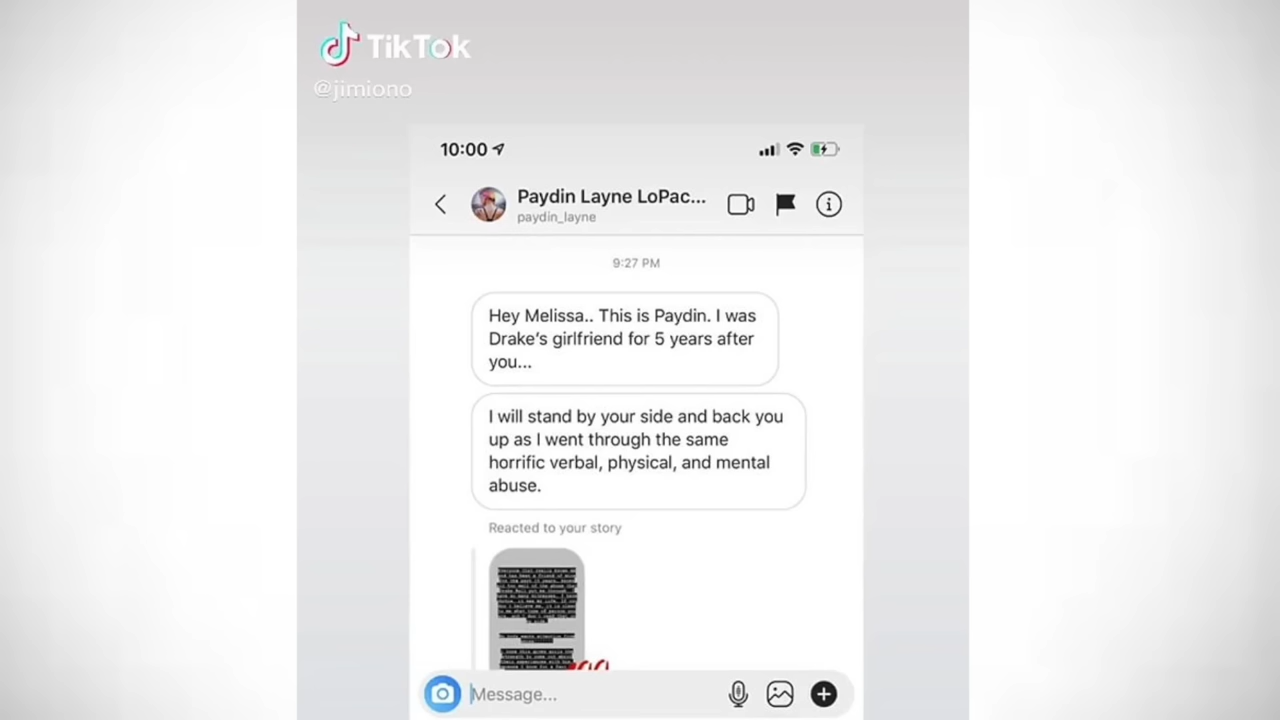 TikTok
@jimiono
10:00
Paydin Layne LoPac...
paydin_layne
9:27 PM
Hey Melissa.. This is Paydin. I was
Drake's girlfriend for 5 years after
you...
I will stand by your side and back you
up as I went through the same
horrific verbal, physical, and mental
abuse.
Reacted to your story
Message...